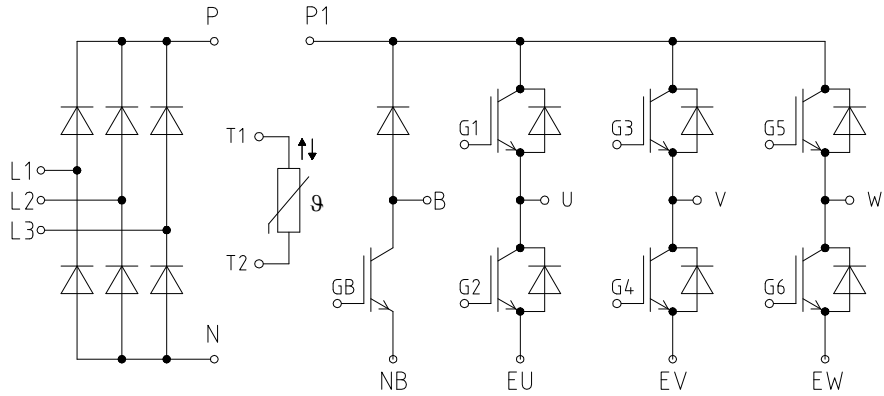 P P1
T1 G1 G3 G5
L1
L2 B U V W
L3 ϑ
T2 GB G2 G4 G6
N
NB EU EV EW